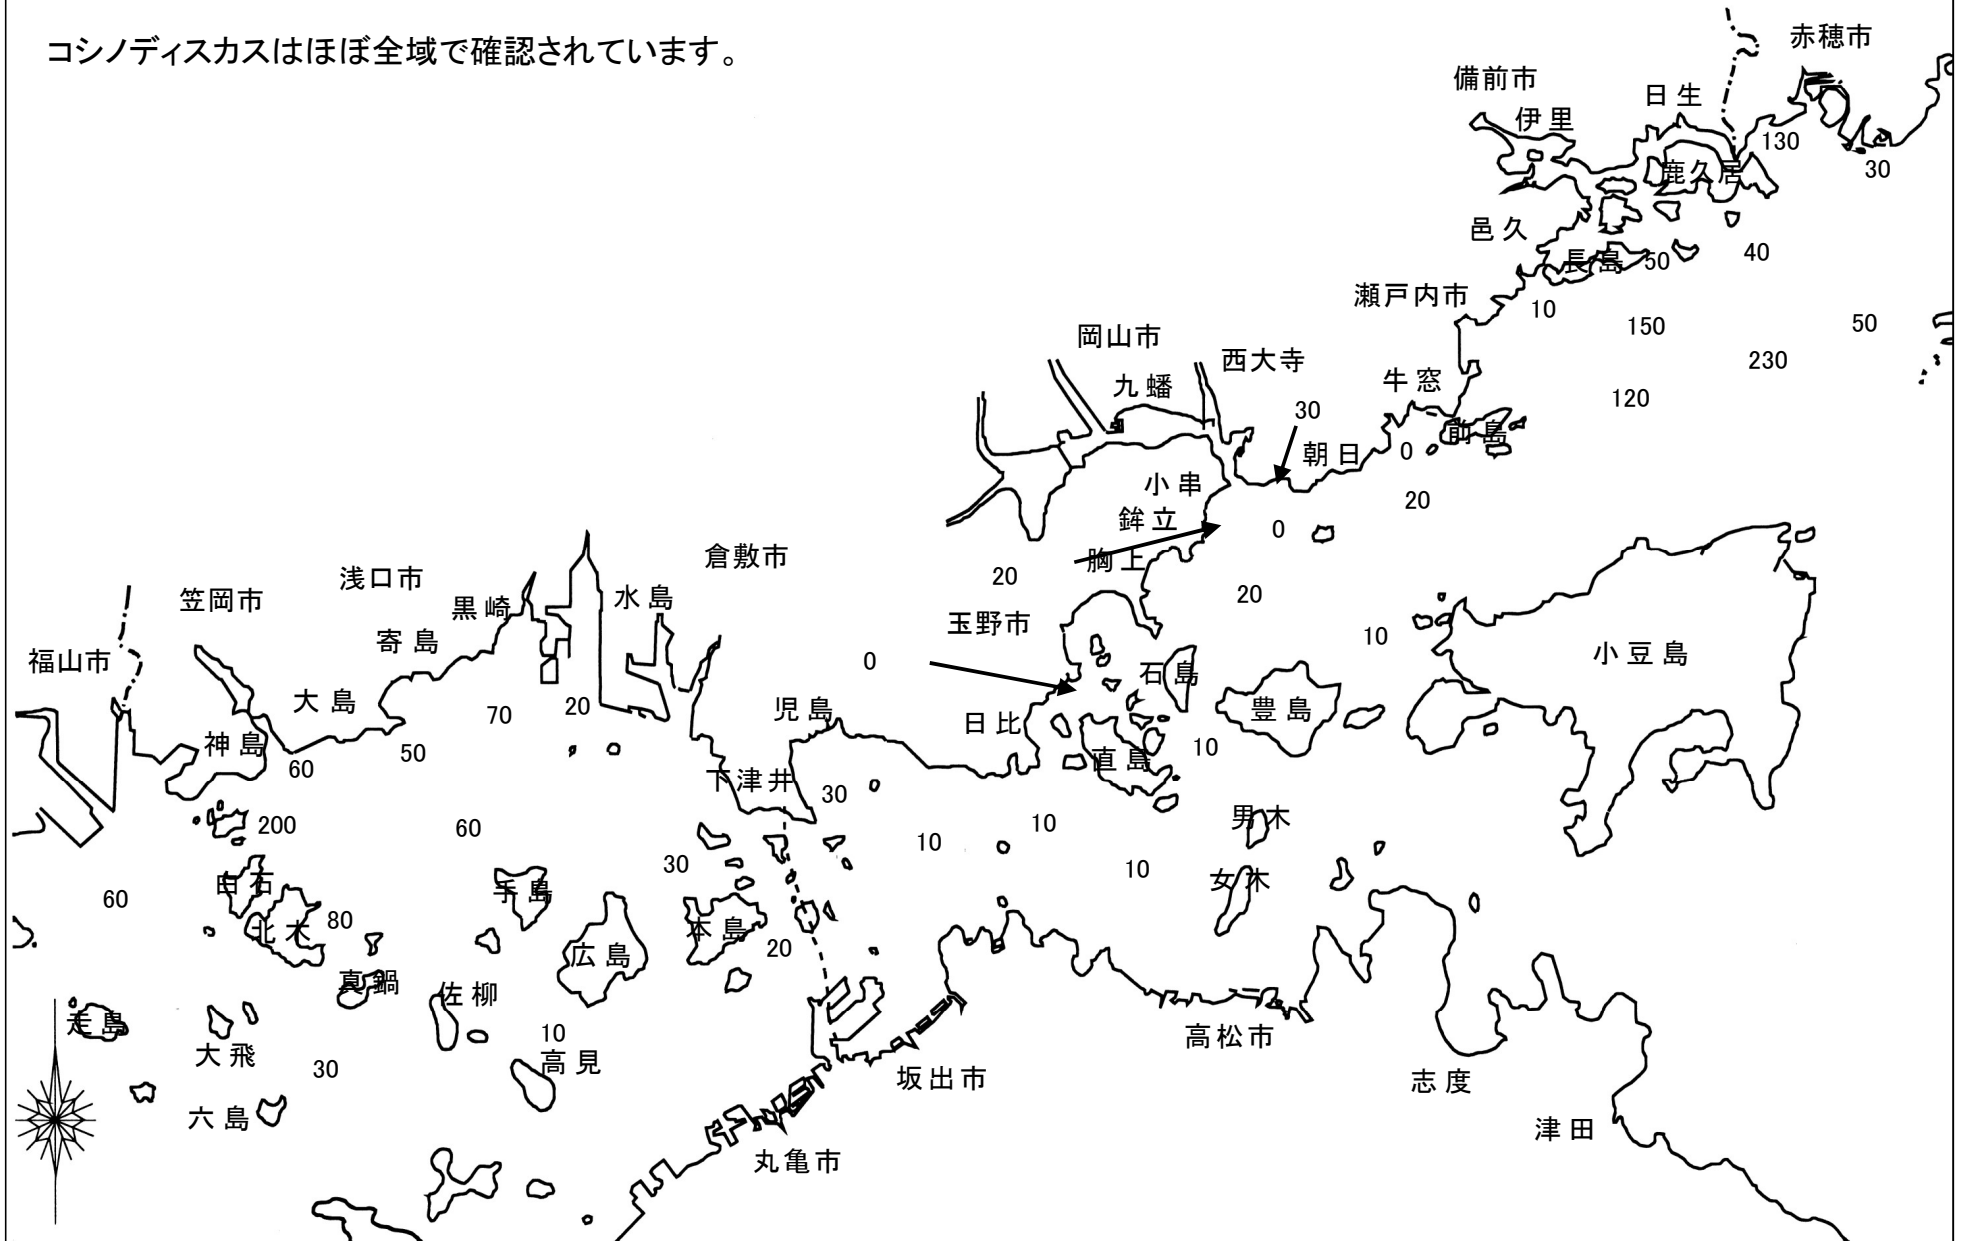 コシノディスカスはほぼ全域で確認されています。
赤穂市
備前市
日生
伊里
130
30
鹿久居
邑久
40
長島
50
瀬戸内市
10
150
50
岡山市
西大寺
230
九蟠
牛窓
120
30
前島
朝日
0
小串
20
鉾立
0
倉敷市
胸上
20
浅口市
笠岡市
水島
20
黒崎
玉野市
寄島
10
福山市
0
石島
小豆島
大島
70
20
児島
日比
豊島
神島
50
60
10
直島
下津井
30
200
60
10
10
男木
30
10
白石
手島
女木
60
80
北木
本島
20
広島
真鍋
佐柳
走島
10
高松市
大飛
高見
30
坂出市
志度
六島
津田
丸亀市